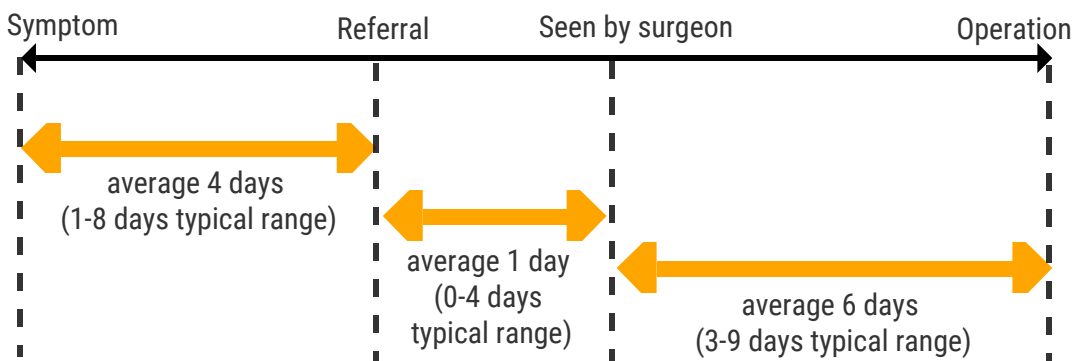 Symptom
Referral
Seen by surgeon
Operation
average 4 days
(1-8 days typical range)
average 1 day
(0-4 days
typical range)
average 6 days
(3-9 days typical range)